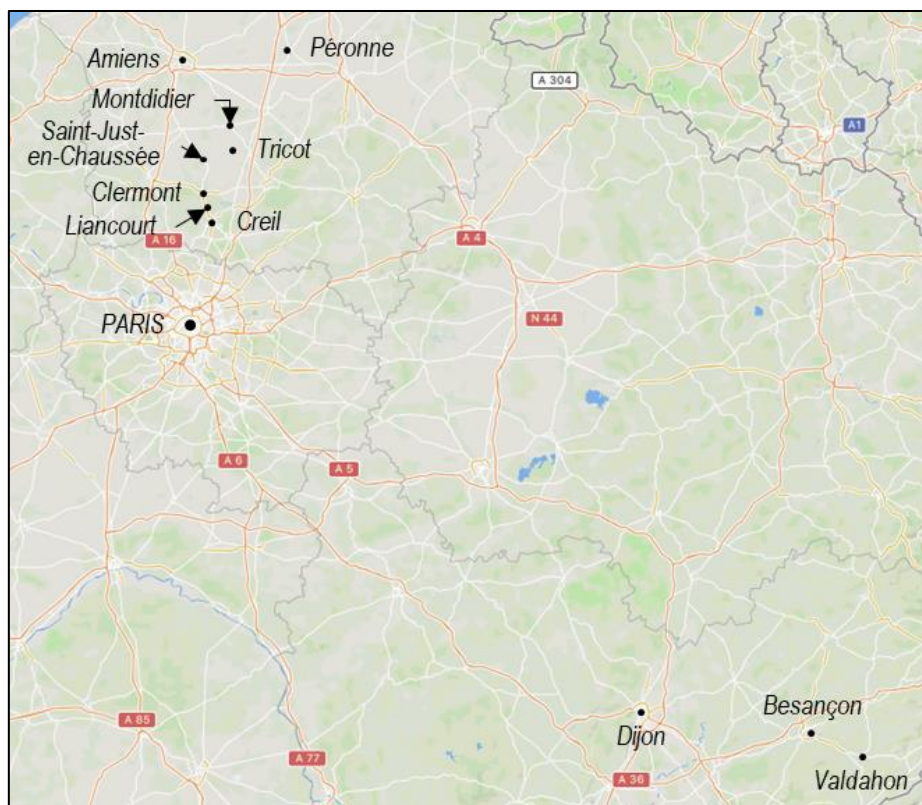 Amiens
Péronne
A 304
Montdidier
Saint-Just-
en-Chaussée
Tricot
A1
Clermont
Liancourt
Creil
A 16
A 4
PARIS
N 44
A 6
A 5
A 85
A 77
Dijon
A 36
Besançon
Valdahon